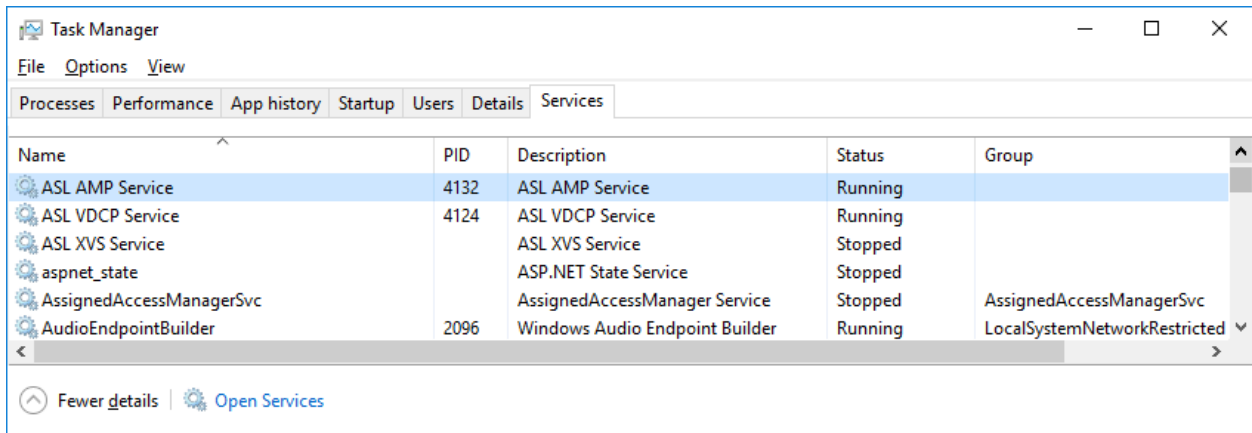 Task Manager
File Options View
Processes Performance App history Startup Users Details Services
Name PID Description Status Group
ASL AMP Service 4132 ASL AMP Service Running
ASL VDCP Service 4124 ASL VDCP Service Running
ASL XVS Service ASL XVS Service Stopped
aspnet_state ASP.NET State Service Stopped
AssignedAccessManagerSvc AssignedAccessManager Service Stopped AssignedAccessManagerSvc
AudioEndpointBuilder 2096 Windows Audio Endpoint Builder Running LocalSystemNetworkRestricted
Fewer details Open Services